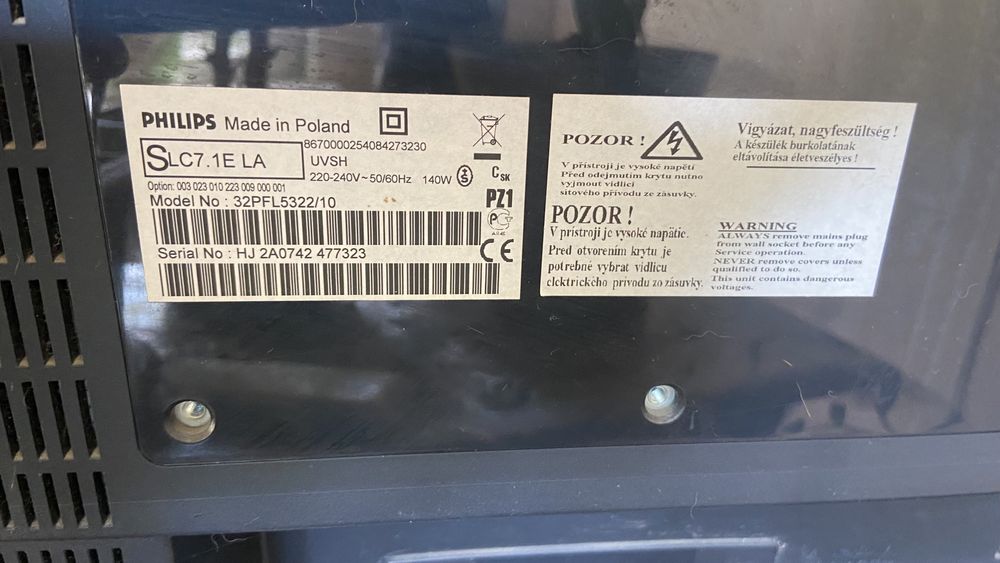 PHILIPS Made in Poland
8670000254084273230
SLC7.1E LA
UVSH
220-240V~50/60Hz 140W
S
CSK
Option: 003 023 010 223 009 000 001
Model No : 32PFL5322/10
PZ1
Serial No : HJ 2A0742 477323
CE
POZOR !
V přístroji je vysoké napětí
Před odejmutím krytu nutno
vyjmout vidlici
síťového přívodu ze zásuvky.
POZOR !
V prístroji je vysoké napätie.
Pred otvorením krytu je
potrebné vybrat vidlicu
elektrického prívodu zo zásuvky.
Vigyázat, nagyfeszültség !
A készülék burkolatának
eltávolítása életveszélyes !
WARNING
ALWAYS remove mains plug
from wall socket before any
Service operation.
NEVER remove covers unless
qualified to do so.
This unit contains dangerous
voltages.